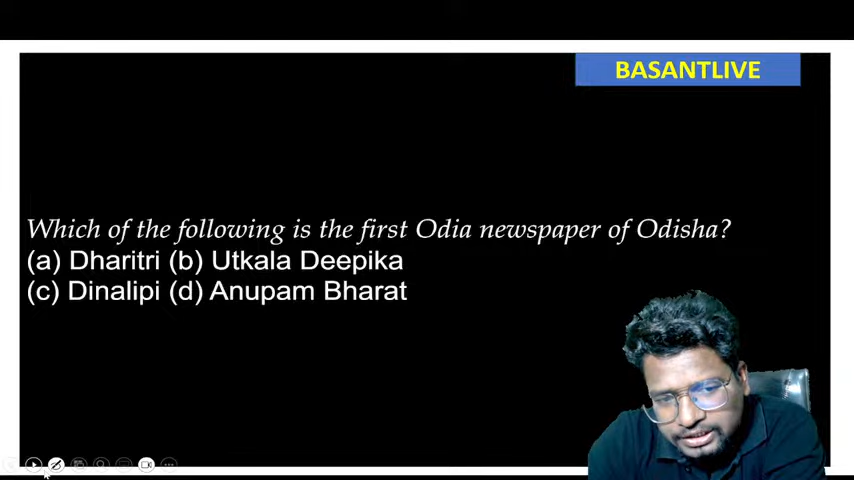 BASANTLIVE
Which of the following is the first Odia newspaper of Odisha?
(a) Dharitri (b) Utkala Deepika
(c) Dinalipi (d) Anupam Bharat